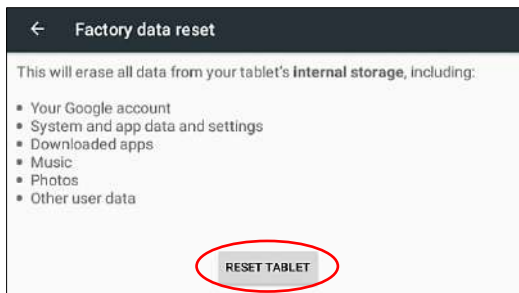 Factory data reset
This will erase all data from your tablet's internal storage, including:
Your Google account
System and app data and settings
Downloaded apps
Music
Photos
Other user data
RESET TABLET